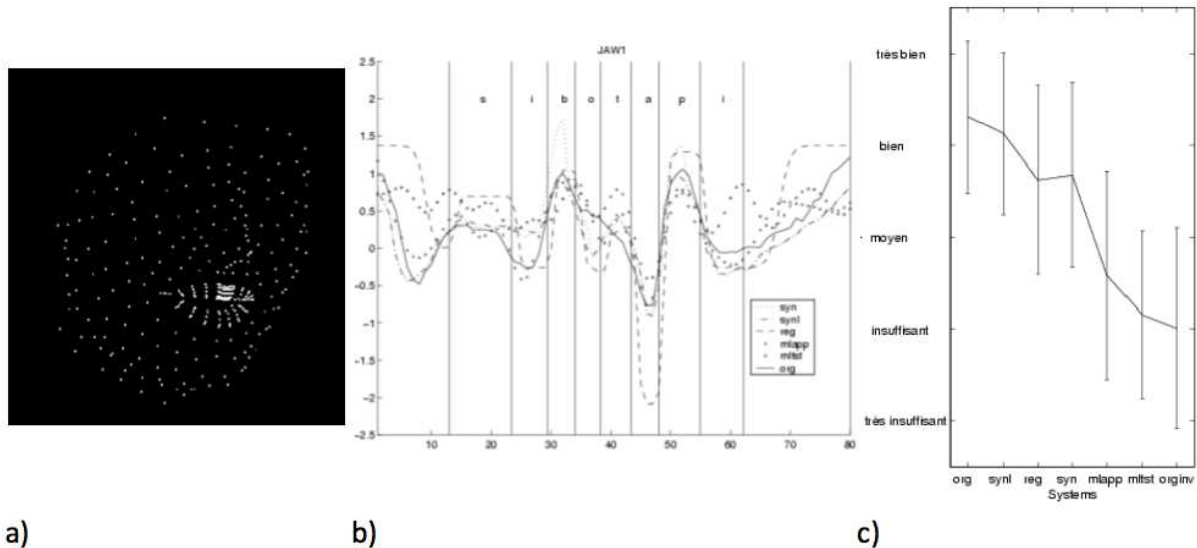 JAW1
2.5
2
1.5
1
0.5
0
−0.5
−1
−1.5
−2
−2.5
s i b o t a p i
syn
synl
reg
mlapp
mltst
org
10 20 30 40 50 60 70 80
très bien
bien
moyen
insuffisant
très insuffisant
org synl reg syn mlapp mltst orginv
Systems
a) b) c)